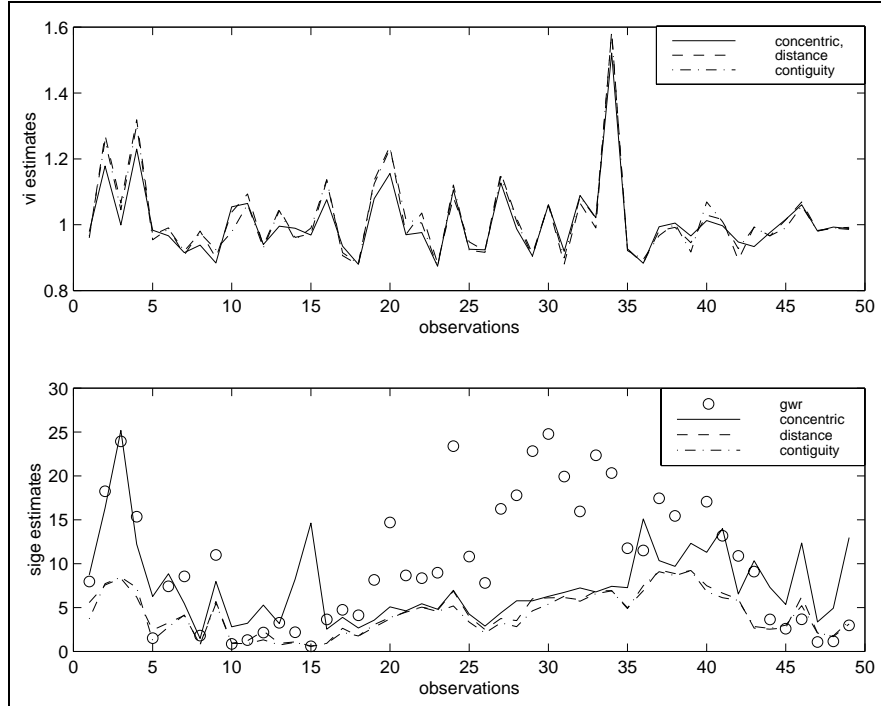 1.6
1.4
1.2
1
0.8
vi estimates
concentric,
distance
contiguity
0 5 10 15 20 25 30 35 40 45 50
observations
30
25
20
15
10
5
0
sige estimates
gwr
concentric
distance
contiguity
0 5 10 15 20 25 30 35 40 45 50
observations